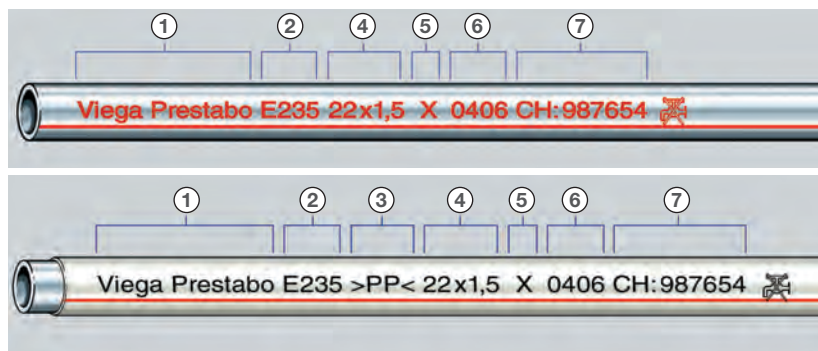 1 2 4 5 6 7
Viega Prestabo E235 22x1,5 X 0406 CH:987654
1 2 3 4 5 6 7
Viega Prestabo E235 >PP< 22x1,5 X 0406 CH:987654